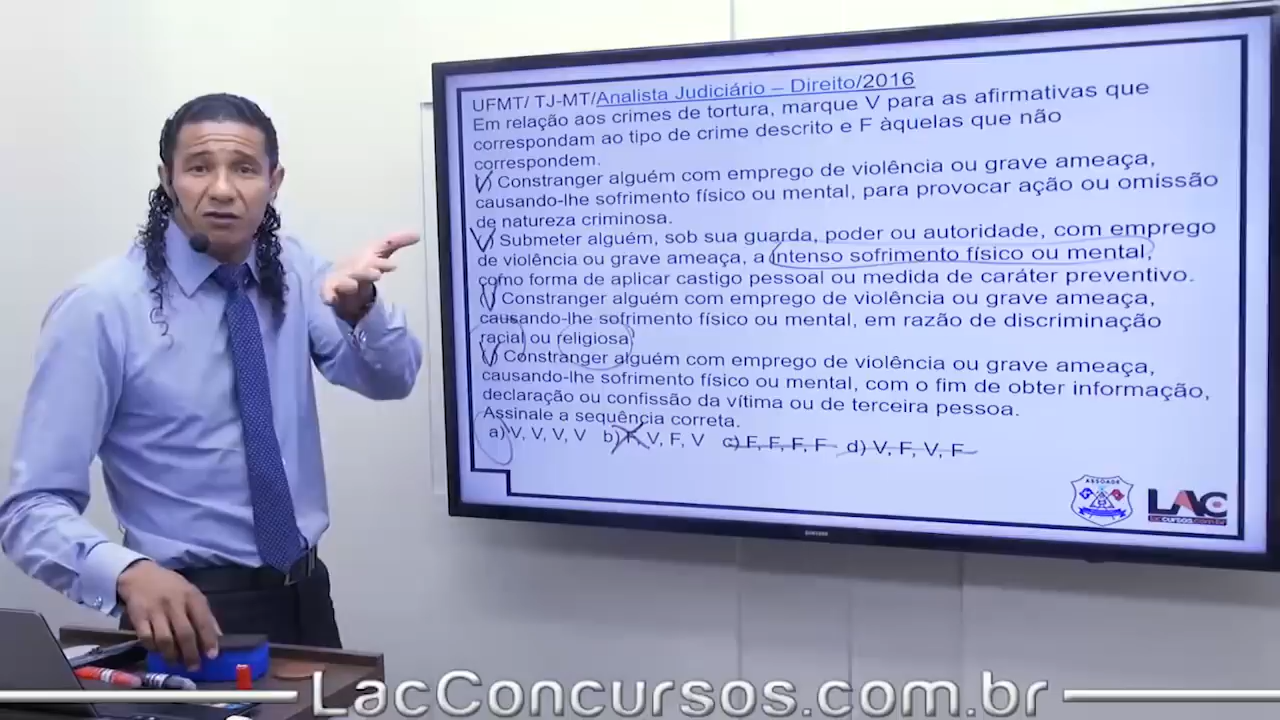 UFMT/ TJ-MT/Analista Judiciário – Direito/2016
Em relação aos crimes de tortura, marque V para as afirmativas que
correspondam ao tipo de crime descrito e F àquelas que não
correspondem.
V Constranger alguém com emprego de violência ou grave ameaça,
causando-lhe sofrimento físico ou mental, para provocar ação ou omissão
de natureza criminosa.
V Submeter alguém, sob sua guarda, poder ou autoridade, com emprego
de violência ou grave ameaça, a intenso sofrimento físico ou mental,
como forma de aplicar castigo pessoal ou medida de caráter preventivo.
V Constranger alguém com emprego de violência ou grave ameaça,
causando-lhe sofrimento físico ou mental, em razão de discriminação
racial ou religiosa
V Constranger alguém com emprego de violência ou grave ameaça,
causando-lhe sofrimento físico ou mental, com o fim de obter informação,
declaração ou confissão da vítima ou de terceira pessoa.
Assinale a sequência correta.
a) V, V, V, V b) F, V, F, V c) F, F, F, F d) V, F, V, F
ASSOADE
LAC
laccursos.com.br
SAMSUNG
LacConcursos.com.br